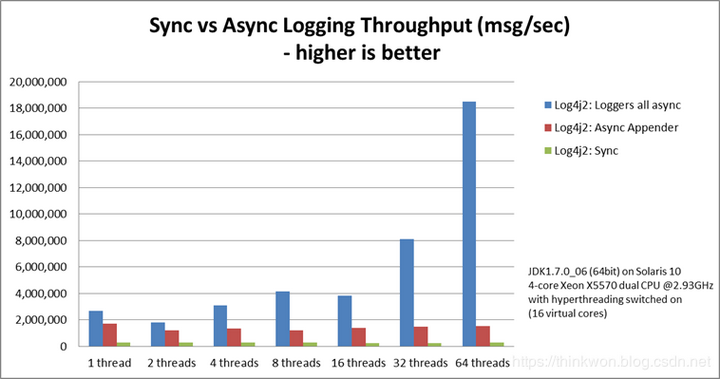 Sync vs Async Logging Throughput (msg/sec)
- higher is better
20,000,000
18,000,000
16,000,000
14,000,000
12,000,000
10,000,000
8,000,000
6,000,000
4,000,000
2,000,000
0
1 thread 2 threads 4 threads 8 threads 16 threads 32 threads 64 threads
Log4j2: Loggers all async
Log4j2: Async Appender
Log4j2: Sync
JDK1.7.0_06 (64bit) on Solaris 10
4-core Xeon X5570 dual CPU @2.93GHz
with hyperthreading switched on
(16 virtual cores)
https://thinkwon.blog.csdn.net